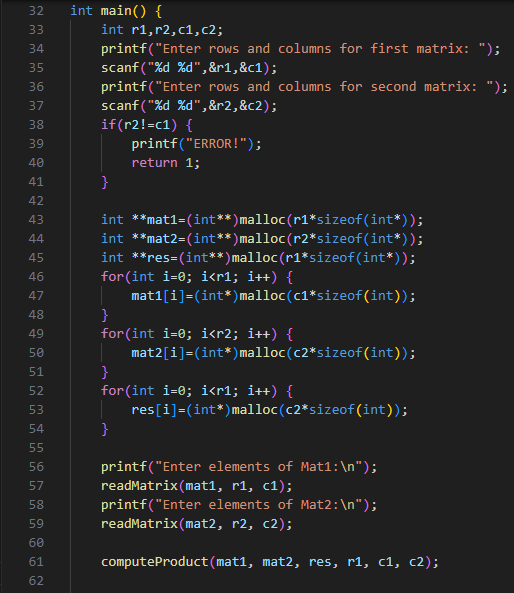 32 int main() {
33     int r1,r2,c1,c2;
34     printf("Enter rows and columns for first matrix: ");
35     scanf("%d %d",&r1,&c1);
36     printf("Enter rows and columns for second matrix: ");
37     scanf("%d %d",&r2,&c2);
38     if(r2!=c1) {
39         printf("ERROR!");
40         return 1;
41     }
42
43     int **mat1=(int**)malloc(r1*sizeof(int*));
44     int **mat2=(int**)malloc(r2*sizeof(int*));
45     int **res=(int**)malloc(r1*sizeof(int*));
46     for(int i=0; i<r1; i++) {
47         mat1[i]=(int*)malloc(c1*sizeof(int));
48     }
49     for(int i=0; i<r2; i++) {
50         mat2[i]=(int*)malloc(c2*sizeof(int));
51     }
52     for(int i=0; i<r1; i++) {
53         res[i]=(int*)malloc(c2*sizeof(int));
54     }
55
56     printf("Enter elements of Mat1:\n");
57     readMatrix(mat1, r1, c1);
58     printf("Enter elements of Mat2:\n");
59     readMatrix(mat2, r2, c2);
60
61     computeProduct(mat1, mat2, res, r1, c1, c2);
62